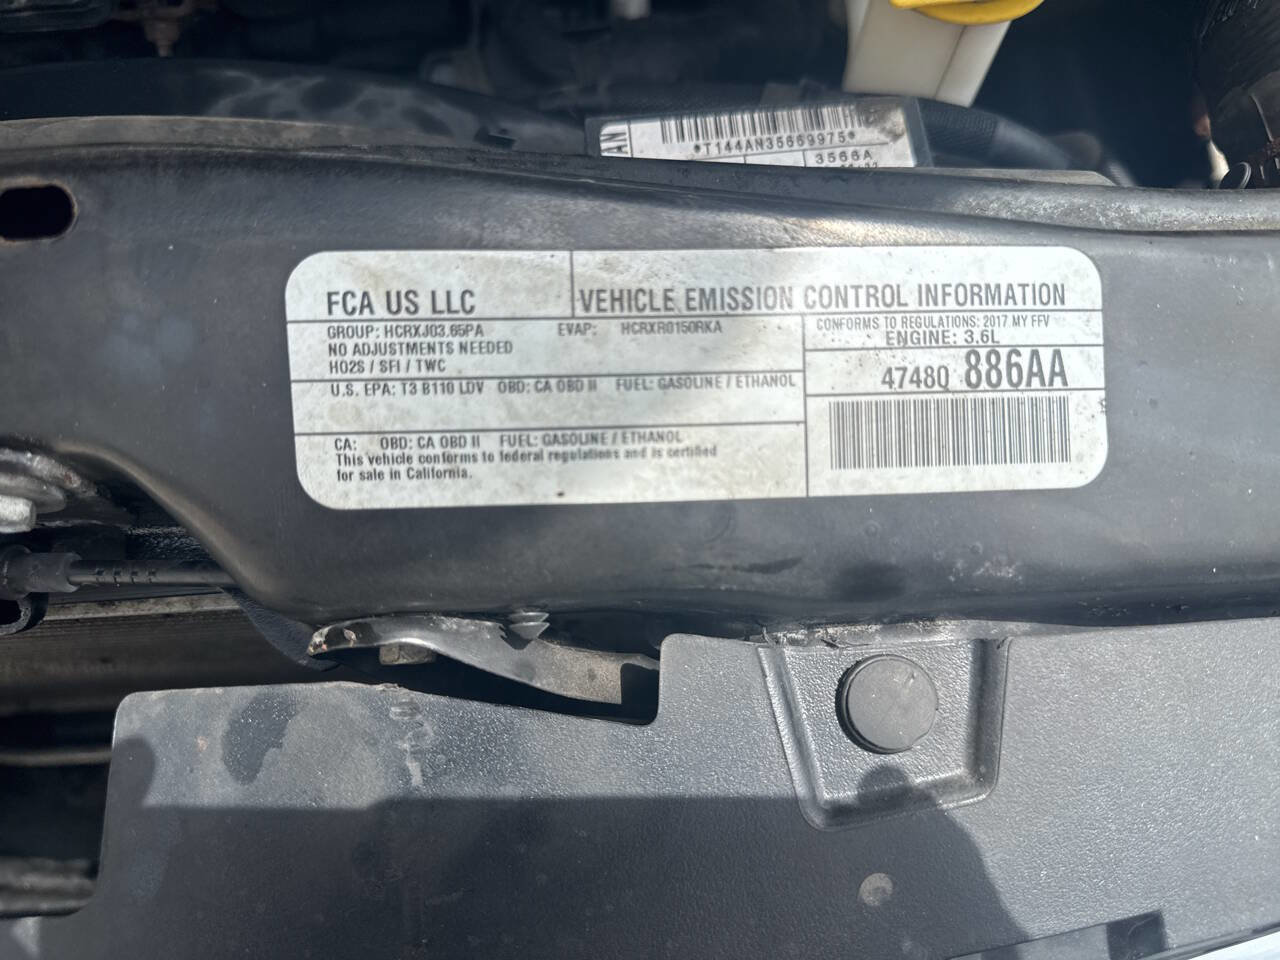 AN
*T144AN35669975*
3566A
FCA US LLC
VEHICLE EMISSION CONTROL INFORMATION
GROUP: HCRXJ03.65PA EVAP: HCRXR0150RKA
NO ADJUSTMENTS NEEDED
HO2S / SFI / TWC
U.S. EPA: T3 B110 LDV OBD: CA OBD II FUEL: GASOLINE / ETHANOL
CA: OBD: CA OBD II FUEL: GASOLINE / ETHANOL
This vehicle conforms to federal regulations and is certified
for sale in California.
CONFORMS TO REGULATIONS: 2017 MY FFV
ENGINE: 3.6L
47480 886AA